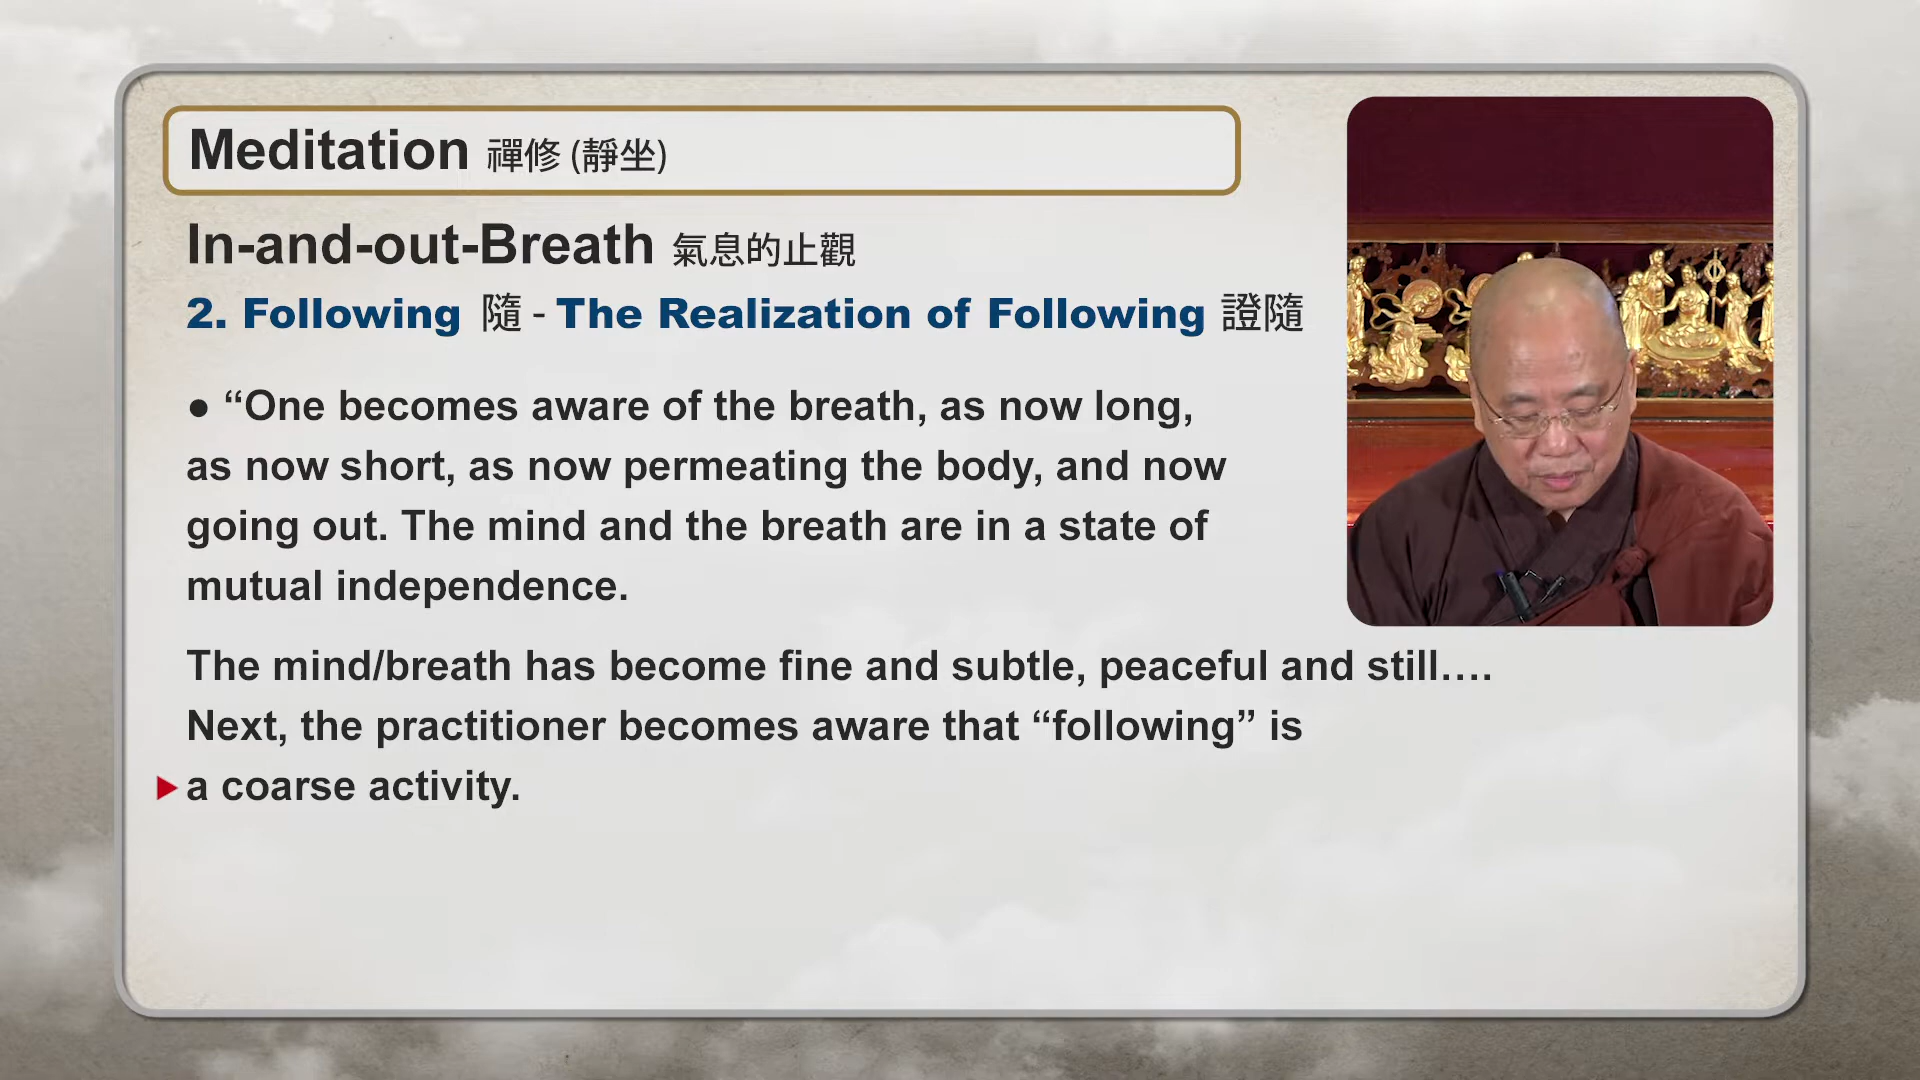 Meditation 禪修 (靜坐)
In-and-out-Breath 氣息的止觀
2. Following 隨 - The Realization of Following 證隨
● “One becomes aware of the breath, as now long,
as now short, as now permeating the body, and now
going out. The mind and the breath are in a state of
mutual independence.
The mind/breath has become fine and subtle, peaceful and still….
Next, the practitioner becomes aware that “following” is
a coarse activity.